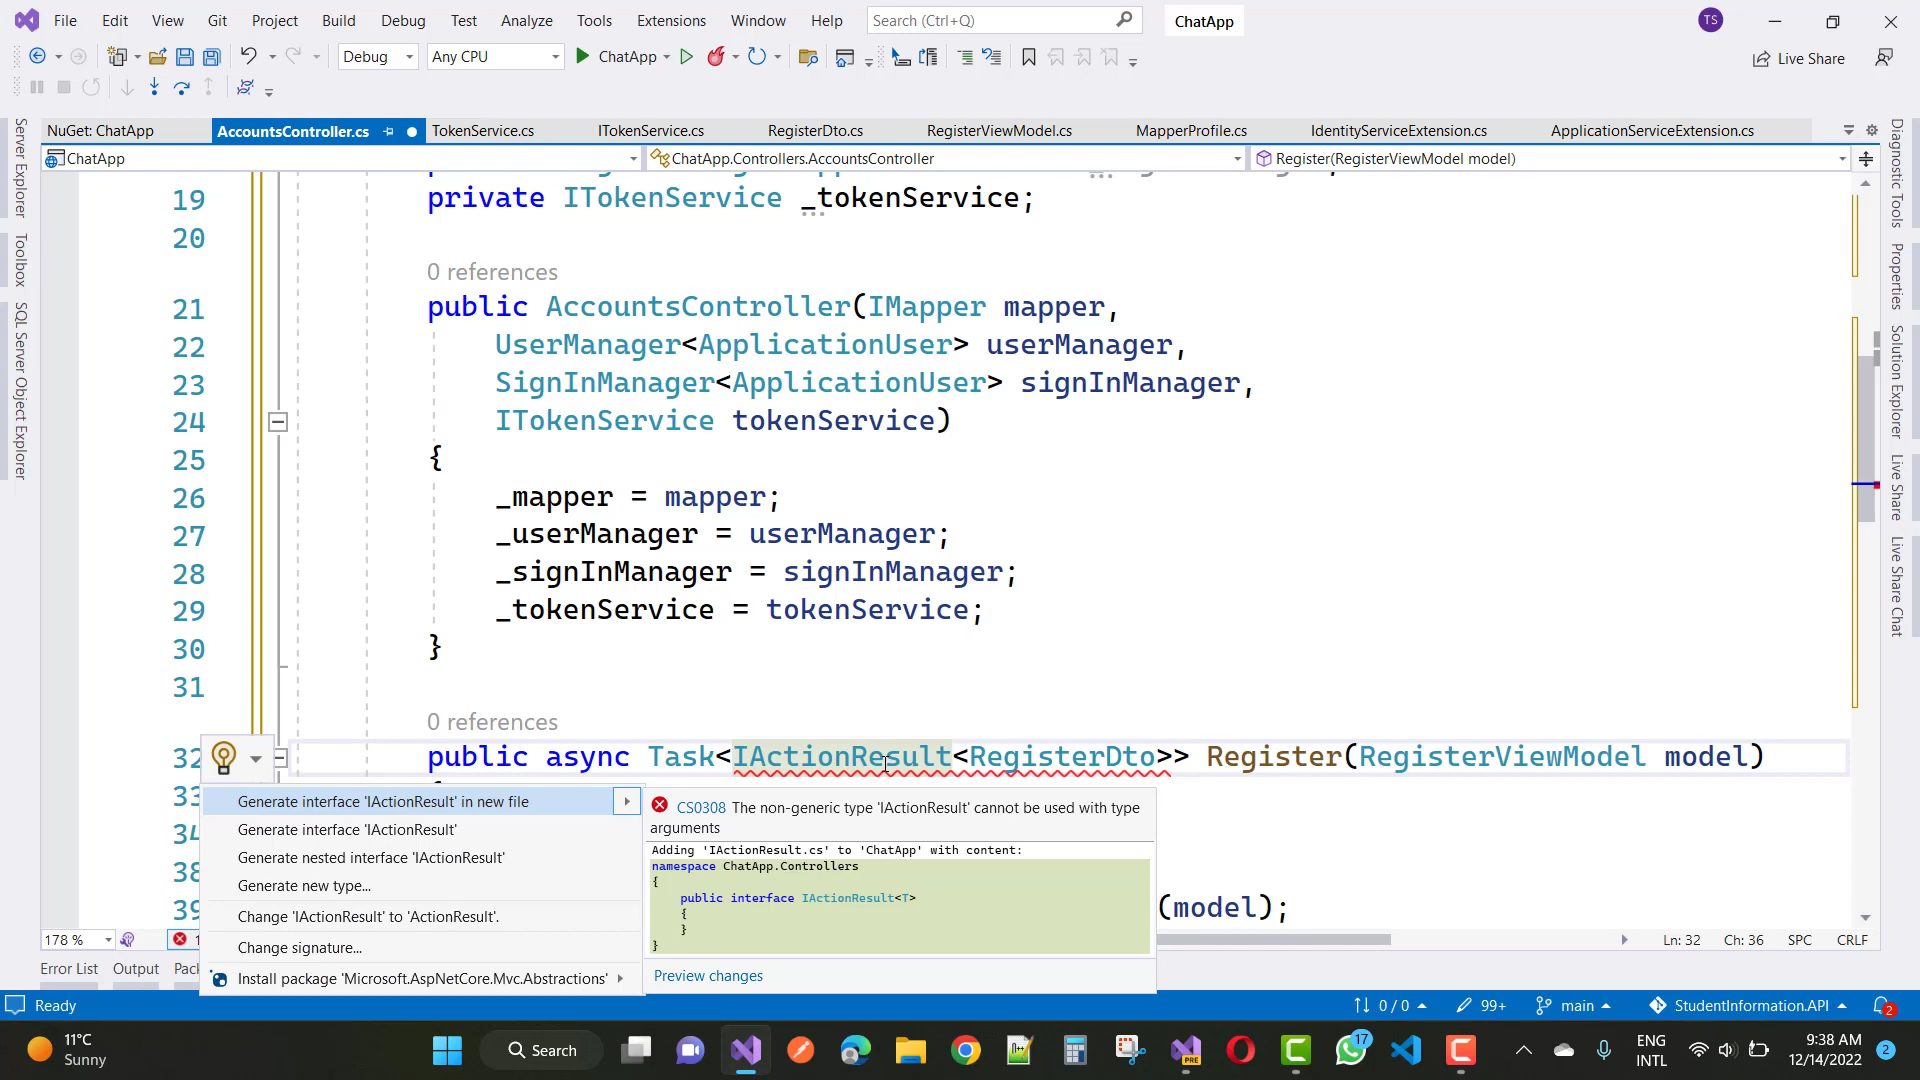 File Edit View Git Project Build Debug Test Analyze Tools Extensions Window Help Search (Ctrl+Q) ChatApp TS
Debug Any CPU ChatApp Live Share
NuGet: ChatApp AccountsController.cs TokenService.cs ITokenService.cs RegisterDto.cs RegisterViewModel.cs MapperProfile.cs IdentityServiceExtension.cs ApplicationServiceExtension.cs
ChatApp ChatApp.Controllers.AccountsController Register(RegisterViewModel model)
Server Explorer
Toolbox
SQL Server Object Explorer
19 private ITokenService _tokenService;
20
0 references
21 public AccountsController(IMapper mapper,
22 UserManager<ApplicationUser> userManager,
23 SignInManager<ApplicationUser> signInManager,
24 ITokenService tokenService)
25 {
26 _mapper = mapper;
27 _userManager = userManager;
28 _signInManager = signInManager;
29 _tokenService = tokenService;
30 }
31
0 references
32 public async Task<IActionResult<RegisterDto>> Register(RegisterViewModel model)
33
34
38
39 (model);
Generate interface 'IActionResult' in new file
Generate interface 'IActionResult'
Generate nested interface 'IActionResult'
Generate new type...
Change 'IActionResult' to 'ActionResult'.
Change signature...
Install package 'Microsoft.AspNetCore.Mvc.Abstractions'
CS0308 The non-generic type 'IActionResult' cannot be used with type
arguments
Adding 'IActionResult.cs' to 'ChatApp' with content:
namespace ChatApp.Controllers
{
public interface IActionResult<T>
{
}
}
Preview changes
Diagnostic Tools
Properties
Solution Explorer
Live Share
Live Share Chat
178 % Ln: 32 Ch: 36 SPC CRLF
Error List Output
Ready 0 / 0 99+ main StudentInformation.API 2
11°C
Sunny
Search
PRE
17
ENG
INTL
9:38 AM
12/14/2022
2